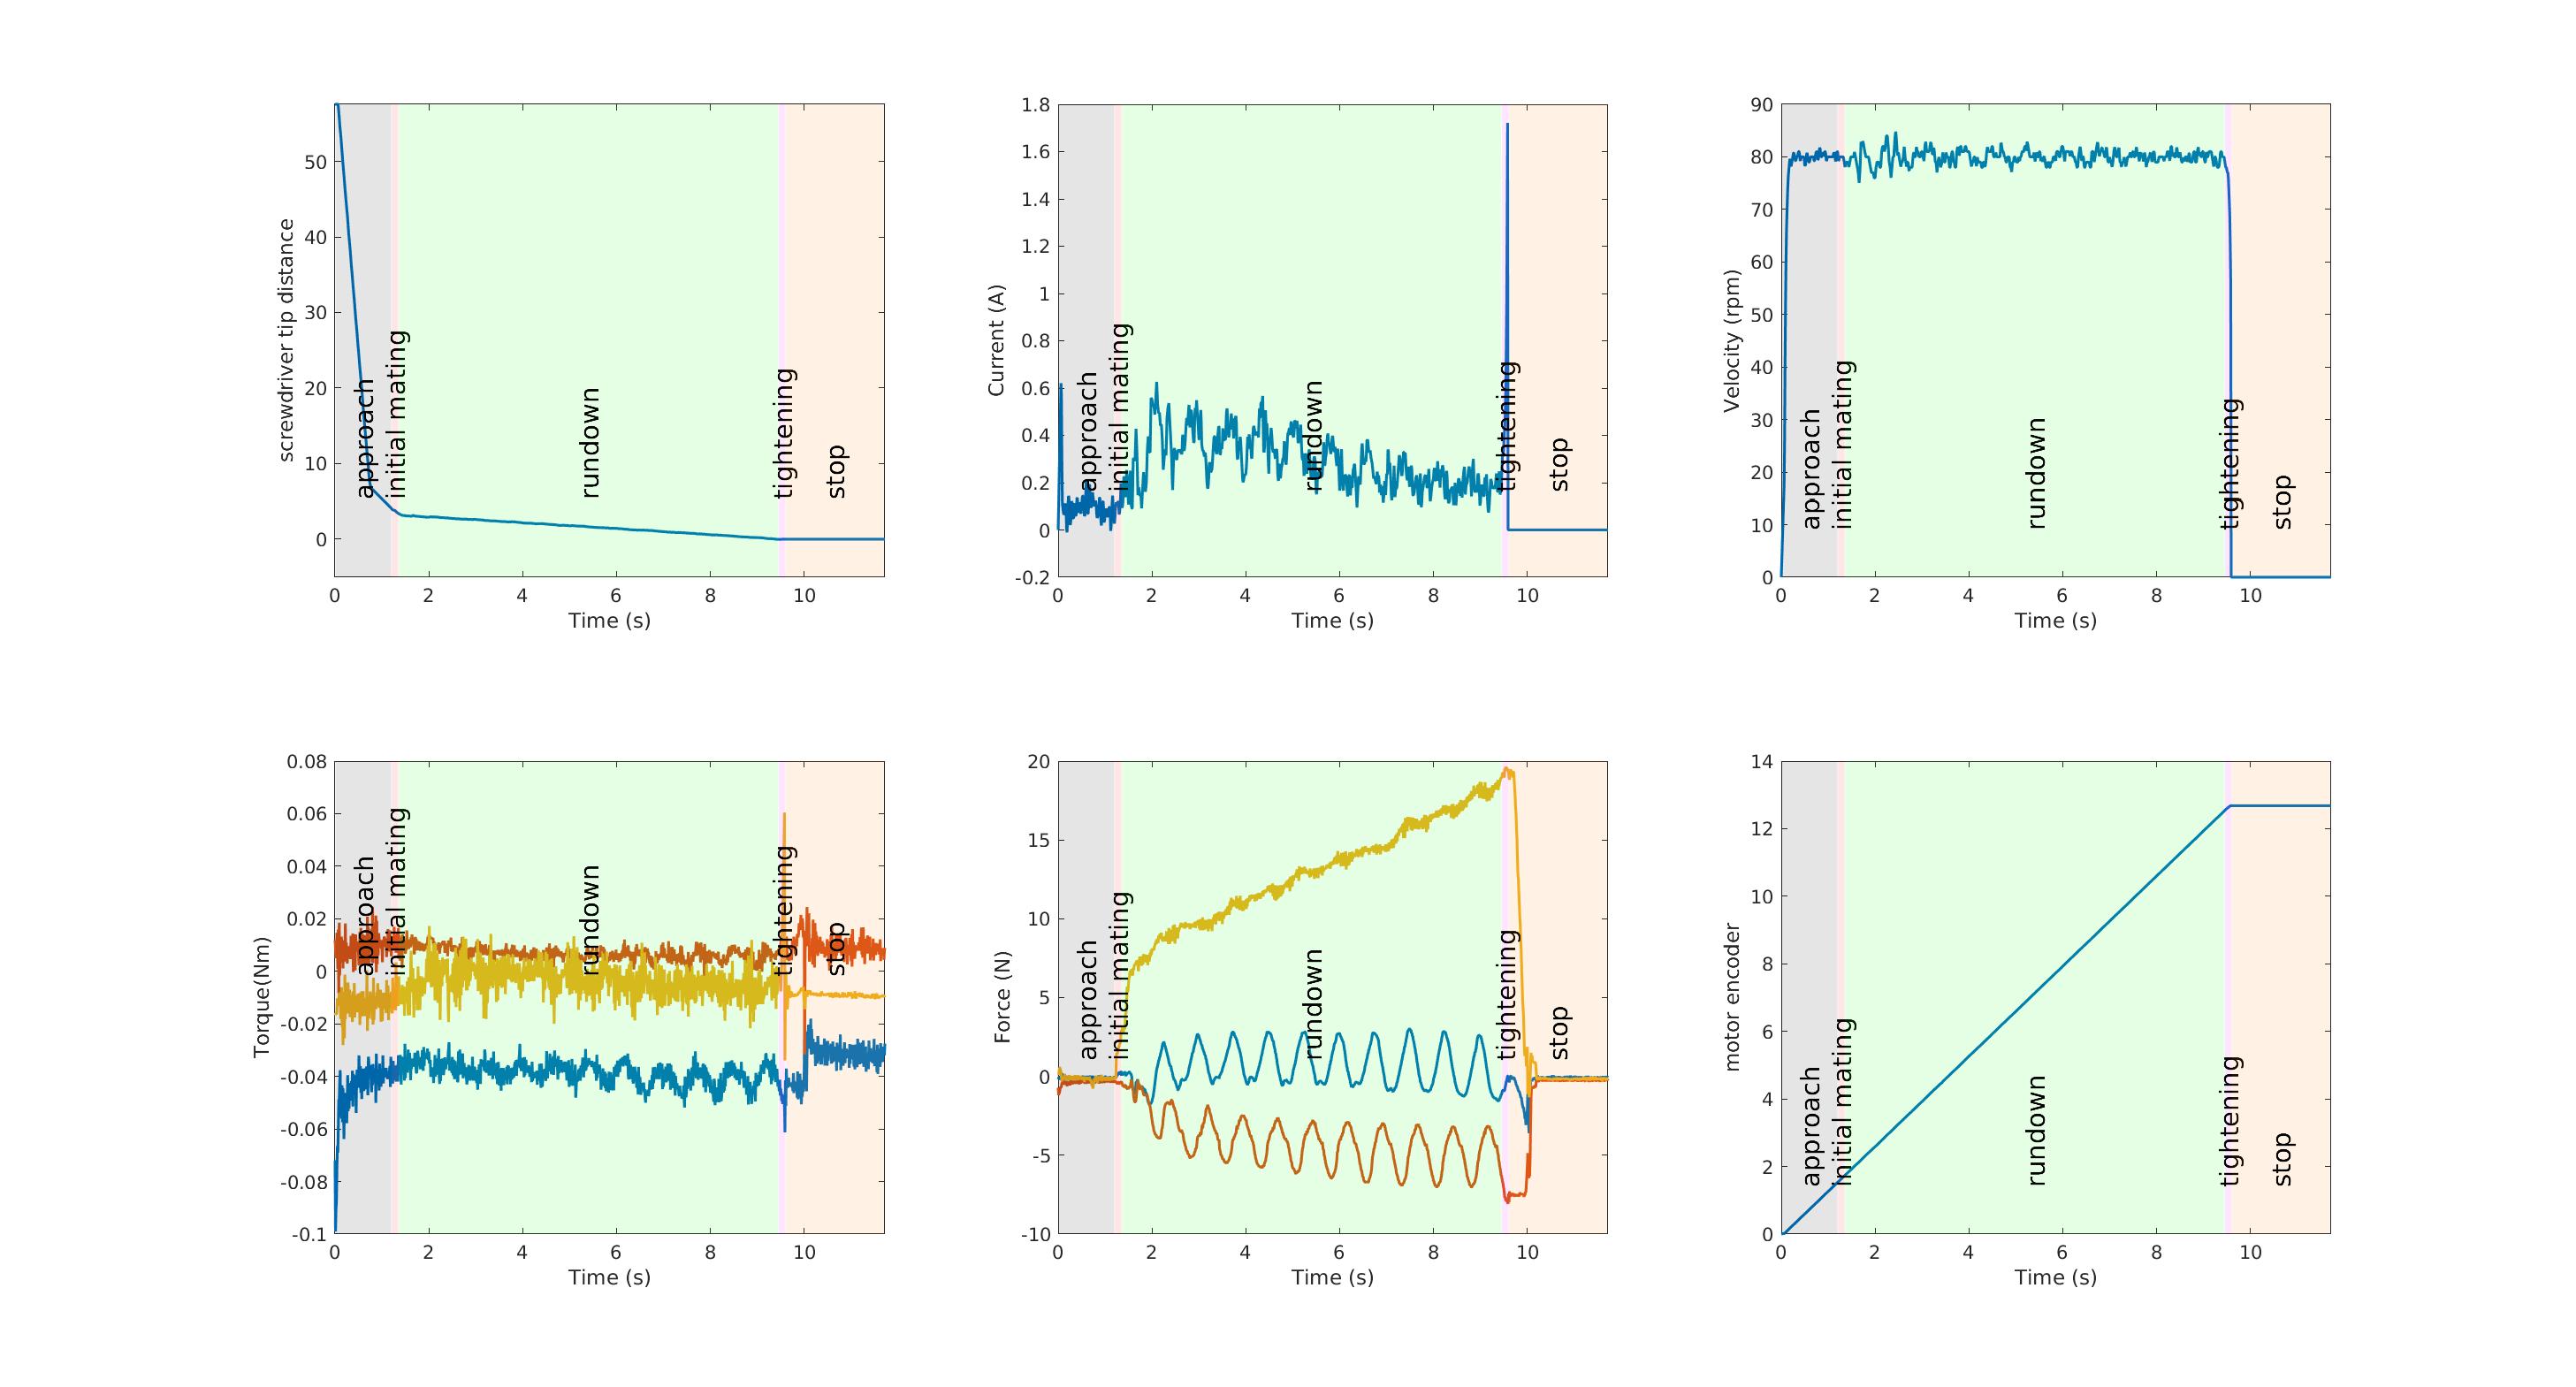 screwdriver tip distance
50
40
30
20
10
0
approach
initial mating
rundown
tightening
stop
0 2 4 6 8 10
Time (s)
Current (A)
1.8
1.6
1.4
1.2
1
0.8
0.6
0.4
0.2
0
-0.2
approach
initial mating
rundown
tightening
stop
0 2 4 6 8 10
Time (s)
Velocity (rpm)
90
80
70
60
50
40
30
20
10
0
approach
initial mating
rundown
tightening
stop
0 2 4 6 8 10
Time (s)
Torque(Nm)
0.08
0.06
0.04
0.02
0
-0.02
-0.04
-0.06
-0.08
-0.1
approach
initial mating
rundown
tightening
stop
0 2 4 6 8 10
Time (s)
Force (N)
20
15
10
5
0
-5
-10
approach
initial mating
rundown
tightening
stop
0 2 4 6 8 10
Time (s)
motor encoder
14
12
10
8
6
4
2
0
approach
initial mating
rundown
tightening
stop
0 2 4 6 8 10
Time (s)